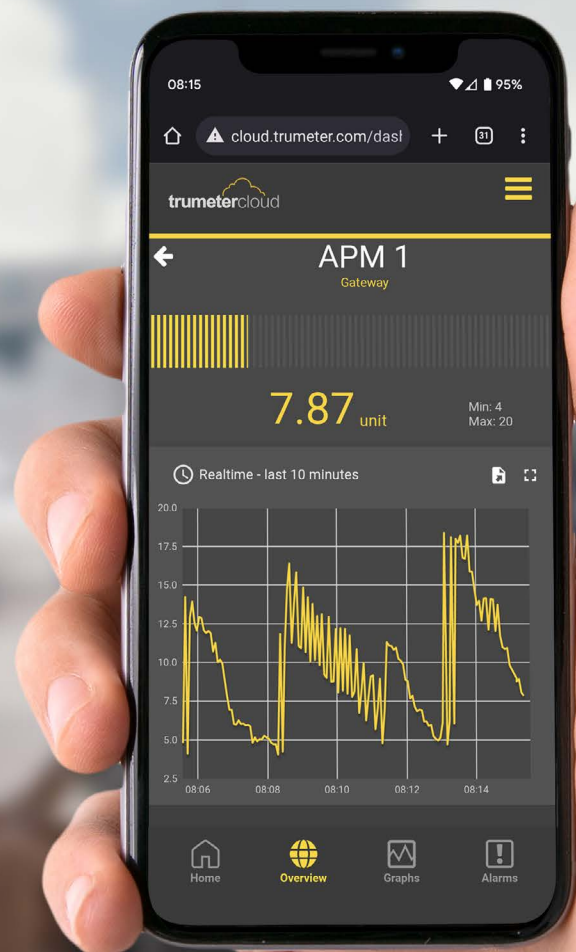 08:15
95%
cloud.trumeter.com/dash
31
trumetercloud
APM 1
Gateway
7.87 unit
Min: 4
Max: 20
Realtime - last 10 minutes
20.0
17.5
15.0
12.5
10.0
7.5
5.0
2.5
08:06 08:08 08:10 08:12 08:14
Home Overview Graphs Alarms